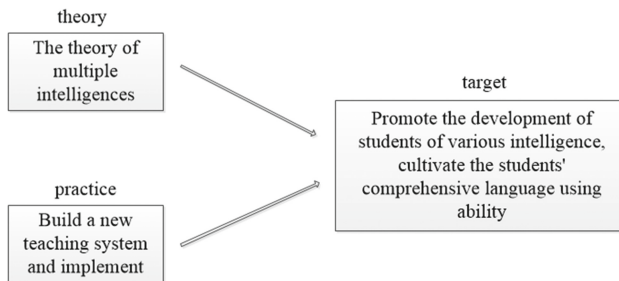 theory
The theory of
multiple
intelligences
practice
Build a new
teaching system
and implement
target
Promote the development of
students of various intelligence,
cultivate the students'
comprehensive language using
ability